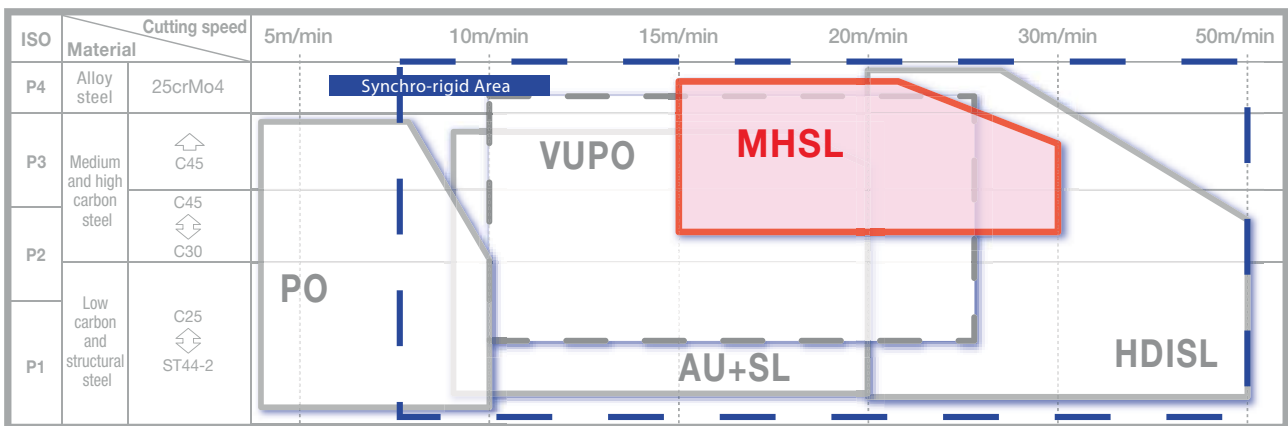 ISO
Material
Cutting speed
5m/min
10m/min
15m/min
20m/min
30m/min
50m/min
P4
Alloy
steel
25crMo4
Synchro-rigid Area
P3
Medium
and high
carbon
steel
C45
C45
C30
P2
VUPO
MHSL
PO
Low
carbon
and
structural
steel
C25
ST44-2
P1
AU+SL
HDISL